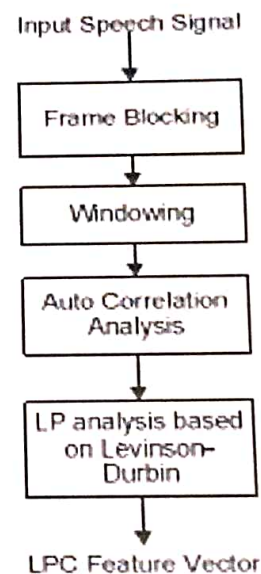 Input Speech Signal
Frame Blocking
Windowing
Auto Correlation
Analysis
LP analysis based
on Levinson-
Durbin
LPC Feature Vector